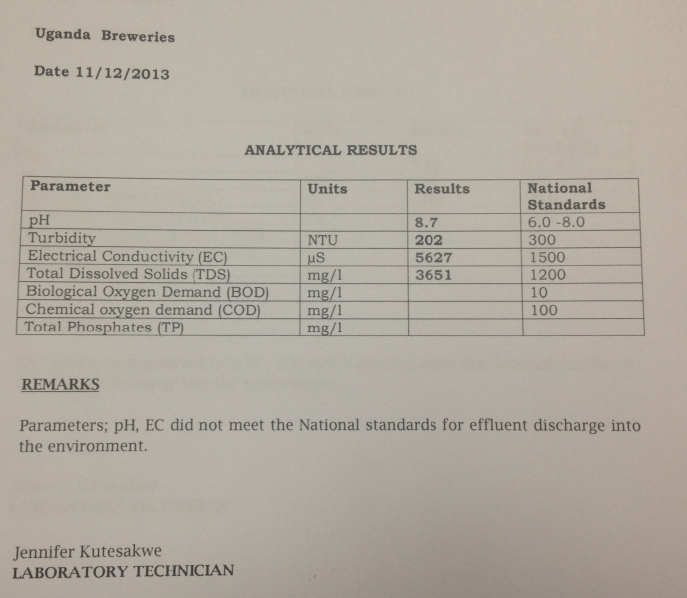 Uganda Breweries
Date 11/12/2013
ANALYTICAL RESULTS
Parameter Units Results National Standards
pH 8.7 6.0 -8.0
Turbidity NTU 202 300
Electrical Conductivity (EC) µS 5627 1500
Total Dissolved Solids (TDS) mg/l 3651 1200
Biological Oxygen Demand (BOD) mg/l 10
Chemical oxygen demand (COD) mg/l 100
Total Phosphates (TP) mg/l
REMARKS
Parameters; pH, EC did not meet the National standards for effluent discharge into
the environment.
Jennifer Kutesakwe
LABORATORY TECHNICIAN